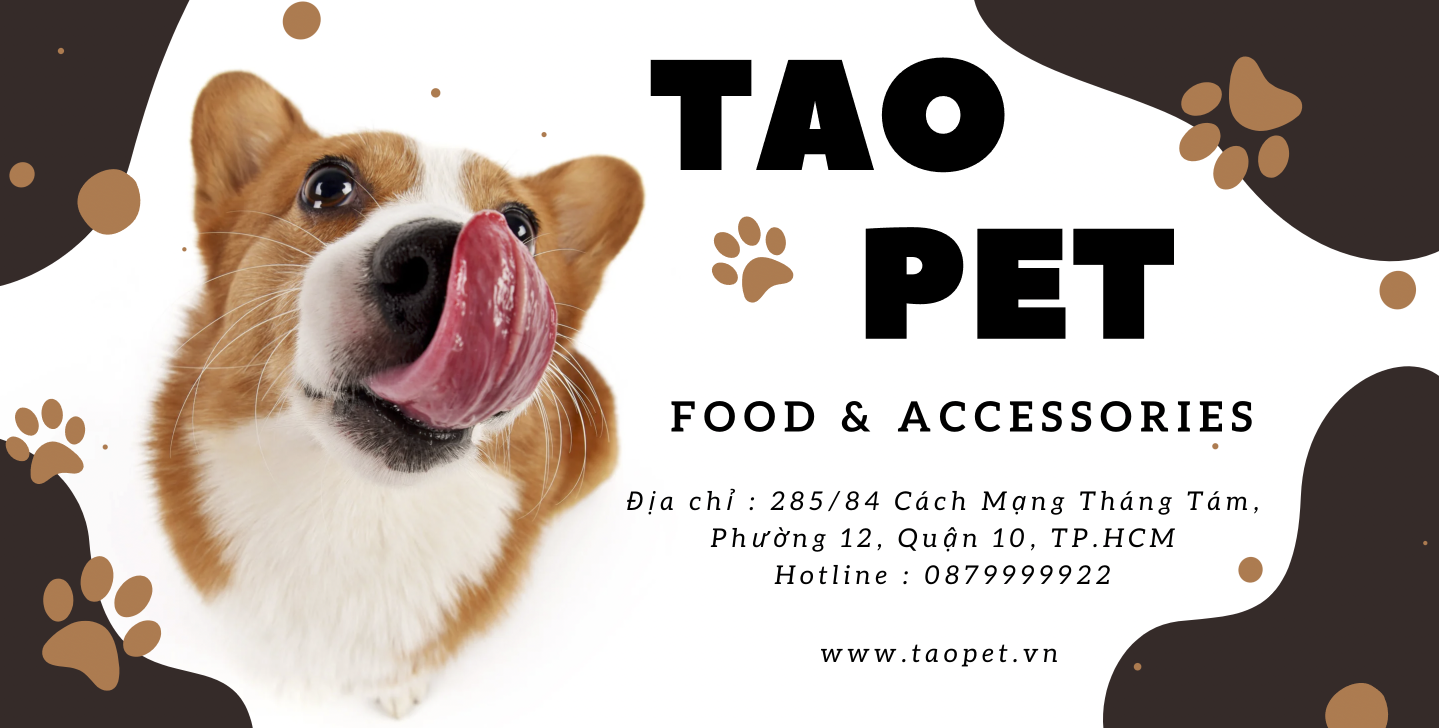 TAO
PET
FOOD & ACCESSORIES
Địa chỉ : 285/84 Cách Mạng Tháng Tám,
Phường 12, Quận 10, TP.HCM
Hotline : 0879999922
www.taopet.vn